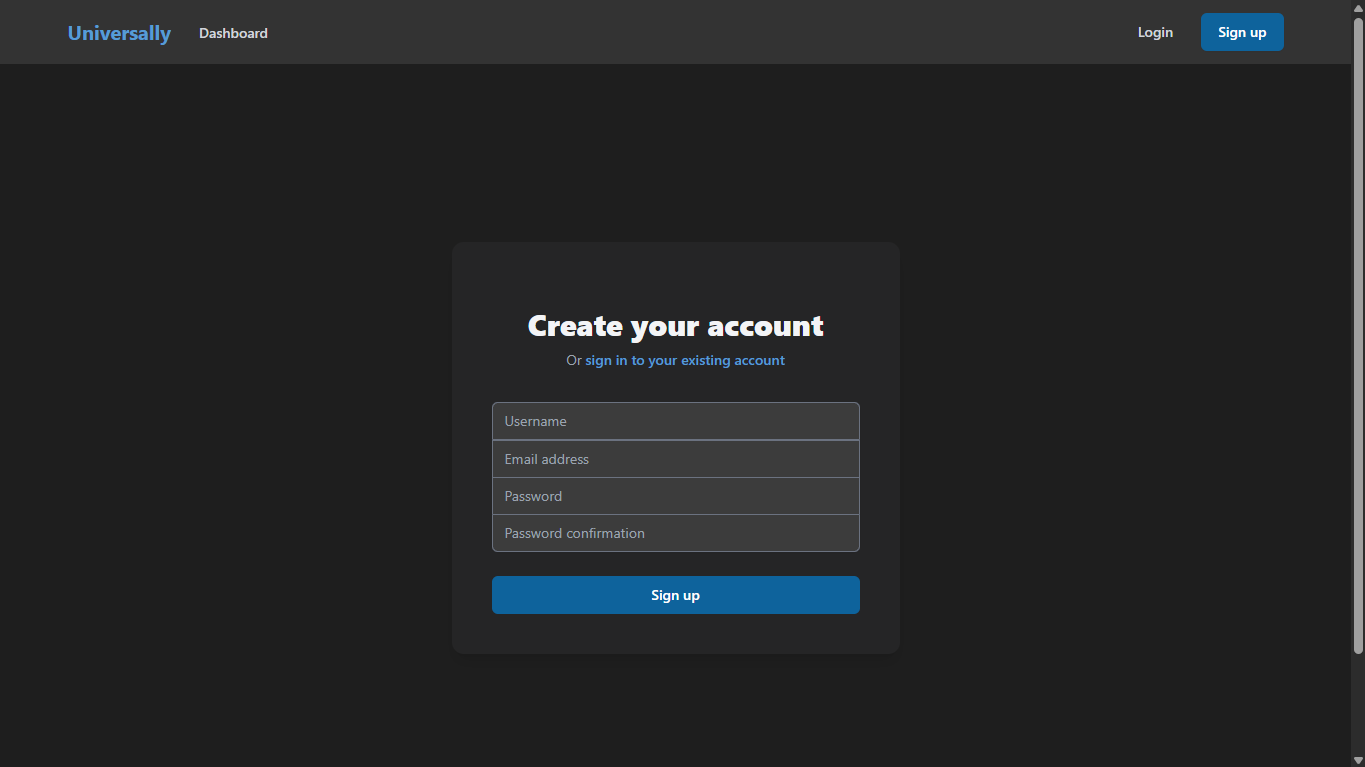 Universally Dashboard Login Sign up
Create your account
Or sign in to your existing account
Username
Email address
Password
Password confirmation
Sign up